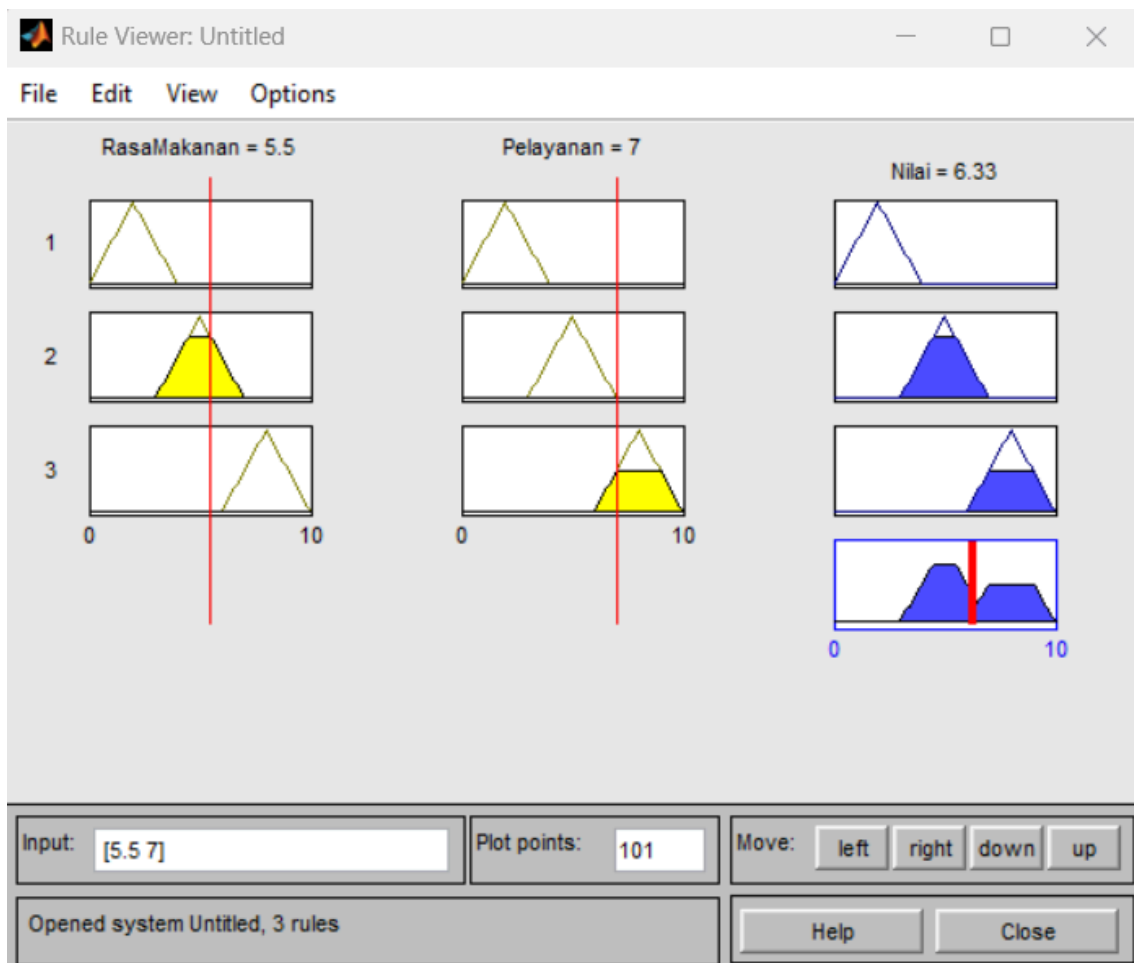 Rule Viewer: Untitled
File Edit View Options
RasaMakanan = 5.5
Pelayanan = 7
Nilai = 6.33
1
2
3
0 10
0 10
0 10
Input: [5.5 7]
Plot points: 101
Move: left right down up
Opened system Untitled, 3 rules
Help Close